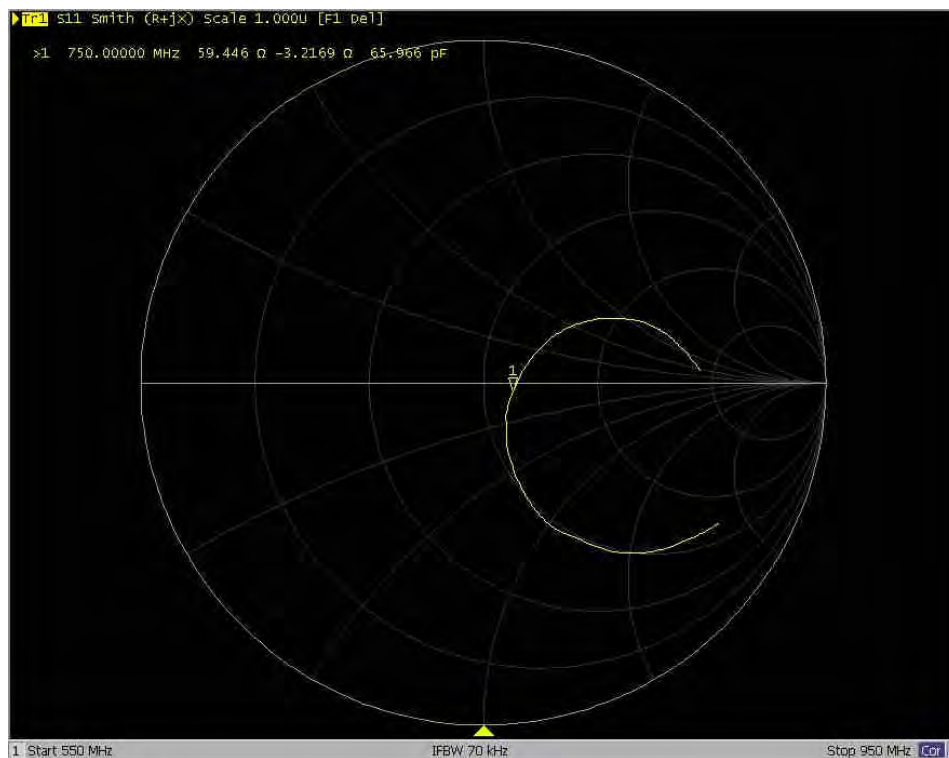 Tr1 S11 Smith (R+jX) Scale 1.000U [F1 Del]
>1 750.00000 MHz 59.446 Ω -3.2169 Ω 65.966 pF
1
1 Start 550 MHz IFBW 70 kHz Stop 950 MHz Cor